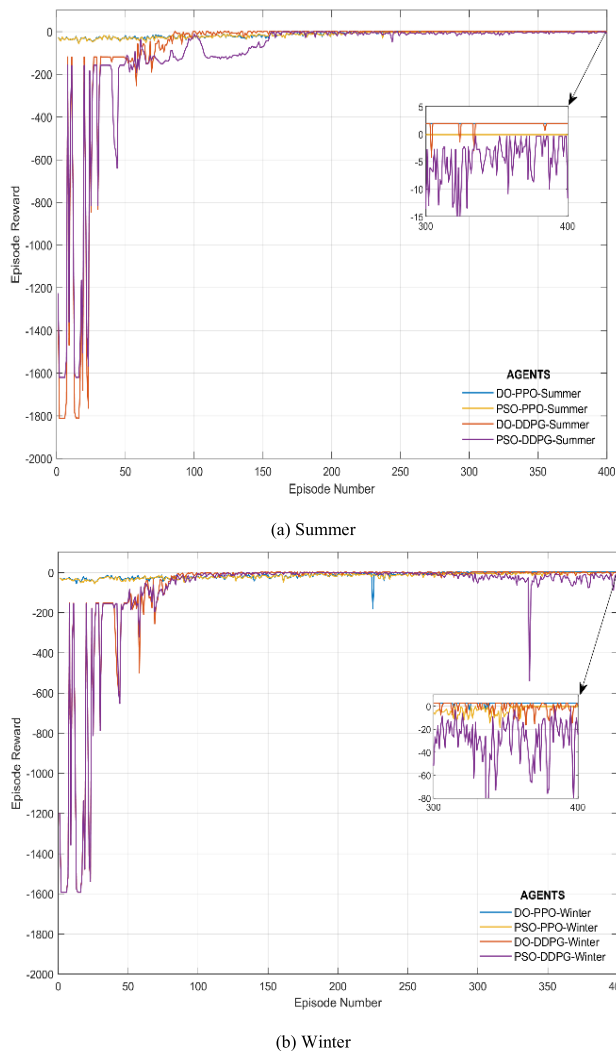 0
-200
-400
-600
-800
-1000
-1200
-1400
-1600
-1800
-2000
Episode Reward
0 50 100 150 200 250 300 350 400
Episode Number
5
0
-5
-10
-15
300 400
AGENTS
DO-PPO-Summer
PSO-PPO-Summer
DO-DDPG-Summer
PSO-DDPG-Summer
(a) Summer
0
-200
-400
-600
-800
-1000
-1200
-1400
-1600
-1800
-2000
Episode Reward
0 50 100 150 200 250 300 350 40
Episode Number
0
-20
-40
-60
-80
300 400
AGENTS
DO-PPO-Winter
PSO-PPO-Winter
DO-DDPG-Winter
PSO-DDPG-Winter
(b) Winter